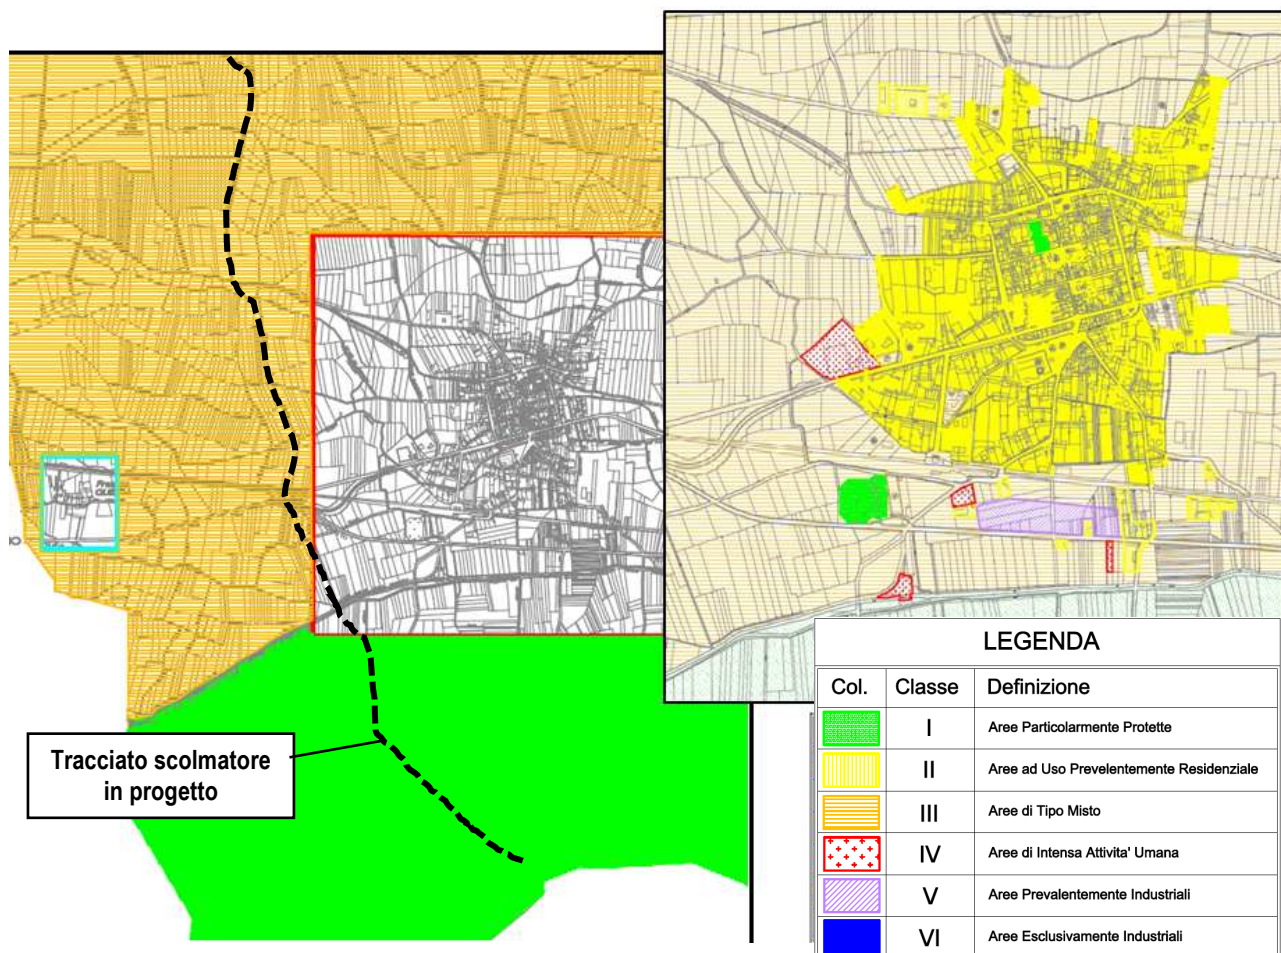 Tracciato scolmatore
in progetto
LEGENDA
Col. Classe Definizione
I Aree Particolarmente Protette
II Aree ad Uso Prevelentemente Residenziale
III Aree di Tipo Misto
IV Aree di Intensa Attivita' Umana
V Aree Prevalentemente Industriali
VI Aree Esclusivamente Industriali